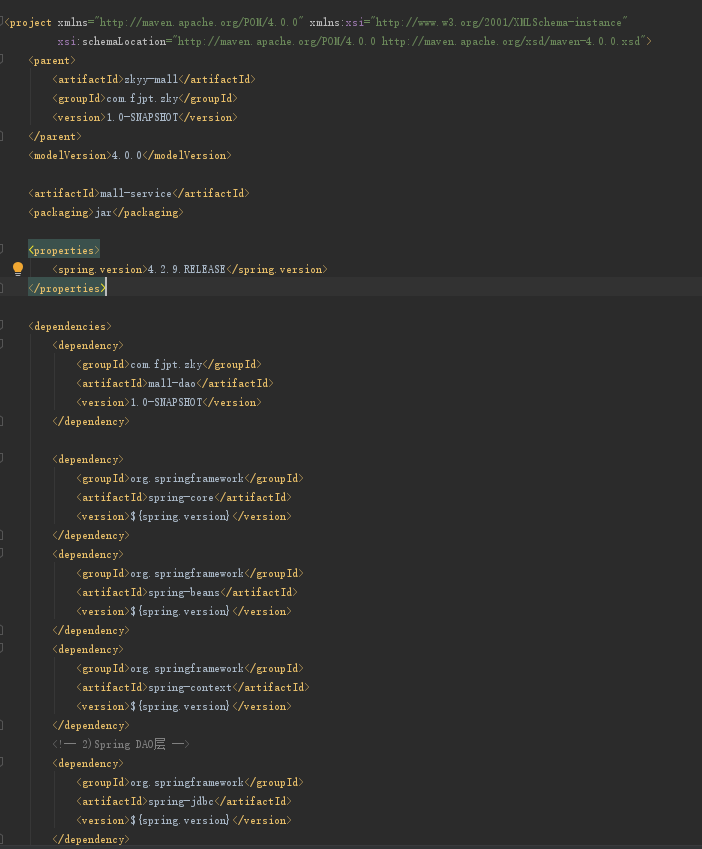 <project xmlns="http://maven.apache.org/POM/4.0.0" xmlns:xsi="http://www.w3.org/2001/XMLSchema-instance"
xsi:schemaLocation="http://maven.apache.org/POM/4.0.0 http://maven.apache.org/xsd/maven-4.0.0.xsd">
<parent>
<artifactId>skyy-mall</artifactId>
<groupId>com.fjpt.zky</groupId>
<version>1.0-SNAPSHOT</version>
</parent>
<modelVersion>4.0.0</modelVersion>
<artifactId>mall-service</artifactId>
<packaging>jar</packaging>
<properties>
<spring.version>4.2.9.RELEASE</spring.version>
</properties>
<dependencies>
<dependency>
<groupId>com.fjpt.zky</groupId>
<artifactId>mall-dao</artifactId>
<version>1.0-SNAPSHOT</version>
</dependency>
<dependency>
<groupId>org.springframework</groupId>
<artifactId>spring-core</artifactId>
<version>${spring.version}</version>
</dependency>
<dependency>
<groupId>org.springframework</groupId>
<artifactId>spring-beans</artifactId>
<version>${spring.version}</version>
</dependency>
<dependency>
<groupId>org.springframework</groupId>
<artifactId>spring-context</artifactId>
<version>${spring.version}</version>
</dependency>
<!-- 2)Spring DAO层 -->
<dependency>
<groupId>org.springframework</groupId>
<artifactId>spring-jdbc</artifactId>
<version>${spring.version}</version>
</dependency>